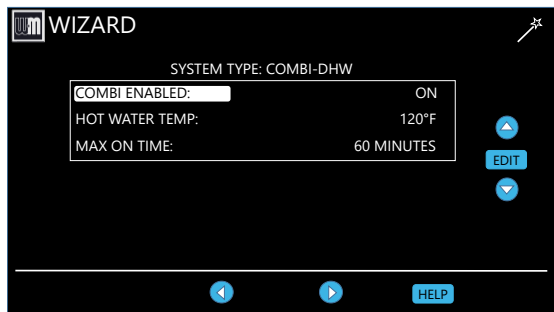 wm WIZARD
SYSTEM TYPE: COMBI-DHW
COMBI ENABLED: ON
HOT WATER TEMP: 120°F
MAX ON TIME: 60 MINUTES
EDIT
HELP